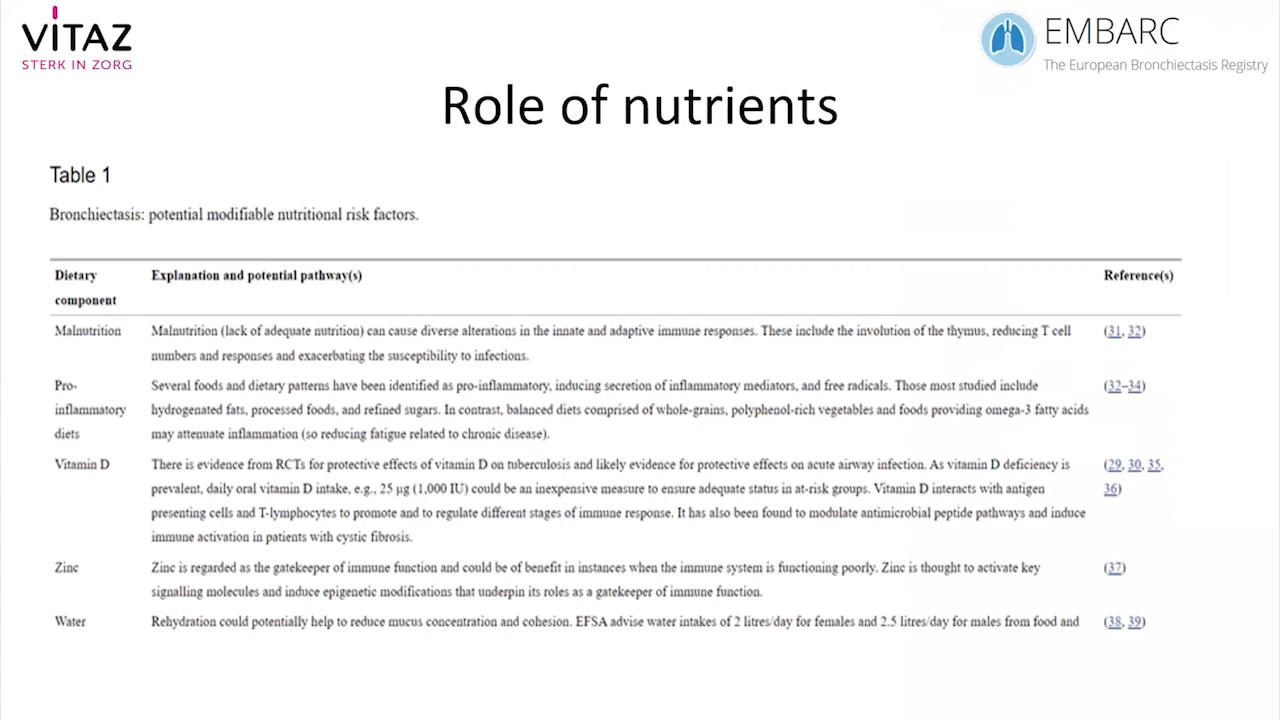 VITAZ
STERK IN ZORG
EMBARC
The European Bronchiectasis Registry
Role of nutrients
Table 1
Bronchiectasis: potential modifiable nutritional risk factors.
Dietary component Explanation and potential pathway(s) Reference(s)
Malnutrition Malnutrition (lack of adequate nutrition) can cause diverse alterations in the innate and adaptive immune responses. These include the involution of the thymus, reducing T cell (31, 32)
numbers and responses and exacerbating the susceptibility to infections.
Pro- Several foods and dietary patterns have been identified as pro-inflammatory, inducing secretion of inflammatory mediators, and free radicals. Those most studied include (32–34)
inflammatory hydrogenated fats, processed foods, and refined sugars. In contrast, balanced diets comprised of whole-grains, polyphenol-rich vegetables and foods providing omega-3 fatty acids
diets may attenuate inflammation (so reducing fatigue related to chronic disease).
Vitamin D There is evidence from RCTs for protective effects of vitamin D on tuberculosis and likely evidence for protective effects on acute airway infection. As vitamin D deficiency is (29, 30, 35,
prevalent, daily oral vitamin D intake, e.g., 25 μg (1,000 IU) could be an inexpensive measure to ensure adequate status in at-risk groups. Vitamin D interacts with antigen 36)
presenting cells and T-lymphocytes to promote and to regulate different stages of immune response. It has also been found to modulate antimicrobial peptide pathways and induce
immune activation in patients with cystic fibrosis.
Zinc Zinc is regarded as the gatekeeper of immune function and could be of benefit in instances when the immune system is functioning poorly. Zinc is thought to activate key (37)
signalling molecules and induce epigenetic modifications that underpin its roles as a gatekeeper of immune function.
Water Rehydration could potentially help to reduce mucus concentration and cohesion. EFSA advise water intakes of 2 litres/day for females and 2.5 litres/day for males from food and (38, 39)